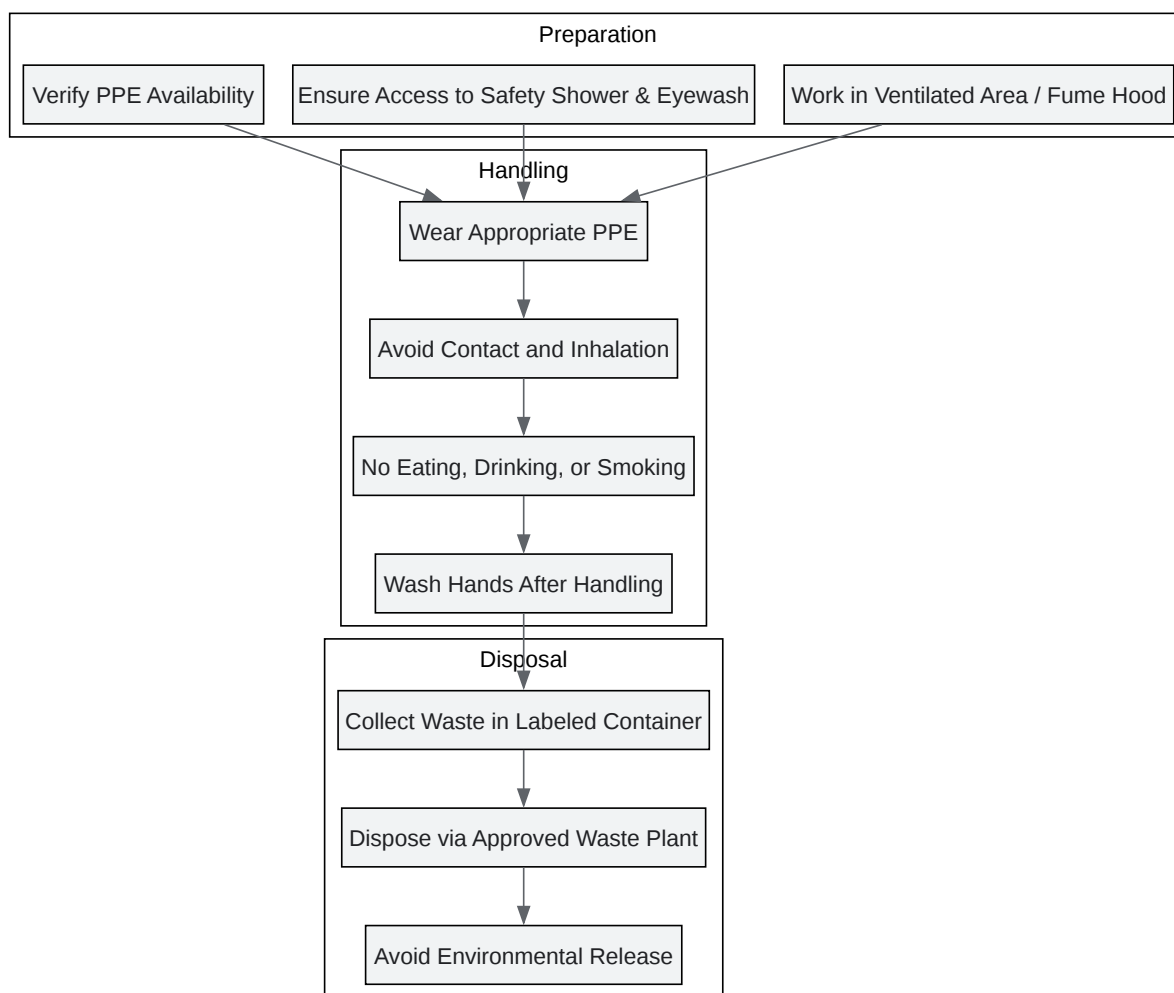 Preparation
Verify PPE Availability
Ensure Access to Safety Shower & Eyewash
Work in Ventilated Area / Fume Hood
Handling
Wear Appropriate PPE
Avoid Contact and Inhalation
No Eating, Drinking, or Smoking
Wash Hands After Handling
Disposal
Collect Waste in Labeled Container
Dispose via Approved Waste Plant
Avoid Environmental Release